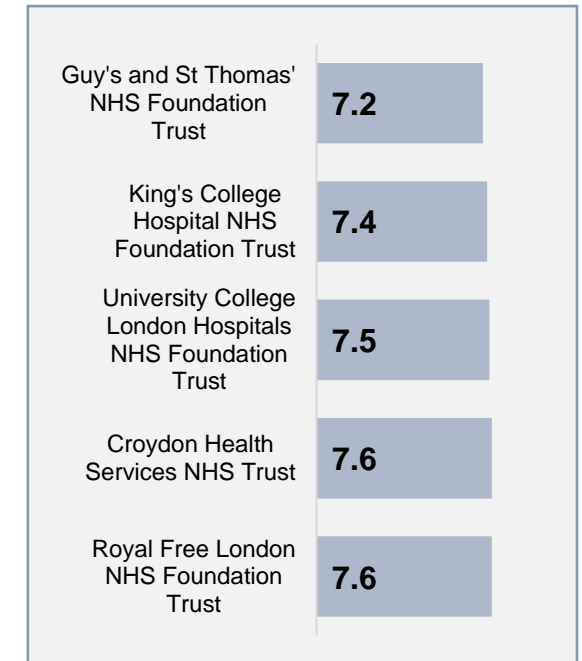 Guy's and St Thomas'
NHS Foundation
Trust
7.2
King's College
Hospital NHS
Foundation Trust
7.4
University College
London Hospitals
NHS Foundation
Trust
7.5
Croydon Health
Services NHS Trust
7.6
Royal Free London
NHS Foundation
Trust
7.6